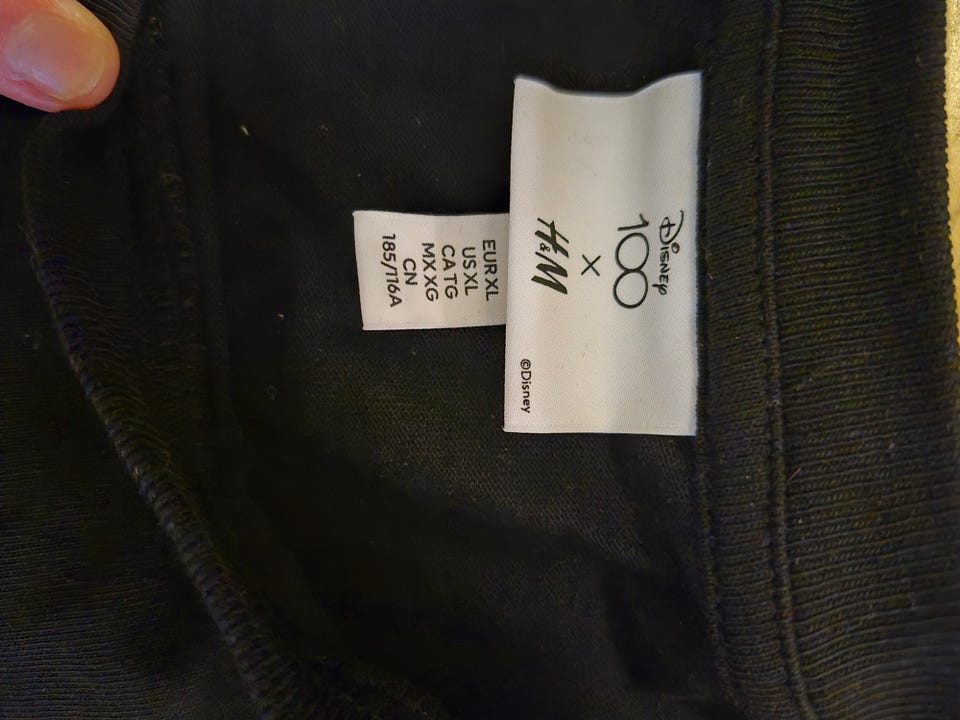 Disney
100
×
H&M
©Disney
EUR XL
US XL
CA TG
MX XG
CN
185/116A